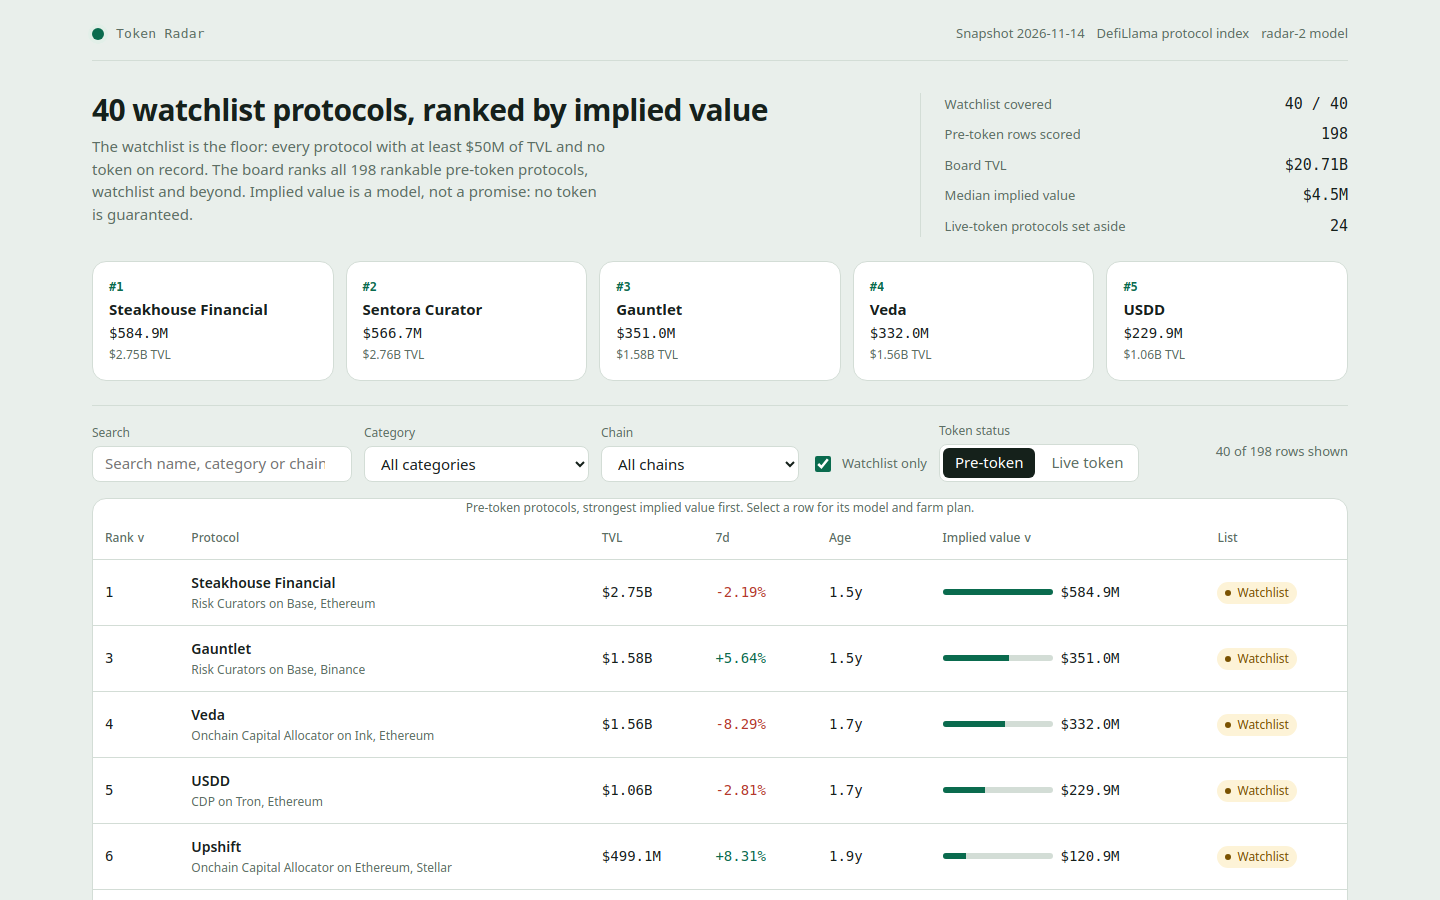 Token Radar
Snapshot 2026-11-14 DefiLlama protocol index radar-2 model
40 watchlist protocols, ranked by implied value
The watchlist is the floor: every protocol with at least $50M of TVL and no
token on record. The board ranks all 198 rankable pre-token protocols,
watchlist and beyond. Implied value is a model, not a promise: no token
is guaranteed.
Watchlist covered 40 / 40
Pre-token rows scored 198
Board TVL $20.71B
Median implied value $4.5M
Live-token protocols set aside 24
#1
Steakhouse Financial
$584.9M
$2.75B TVL
#2
Sentora Curator
$566.7M
$2.76B TVL
#3
Gauntlet
$351.0M
$1.58B TVL
#4
Veda
$332.0M
$1.56B TVL
#5
USDD
$229.9M
$1.06B TVL
Search
Search name, category or chain
Category
All categories
Chain
All chains
Watchlist only
Token status
Pre-token Live token
40 of 198 rows shown
Pre-token protocols, strongest implied value first. Select a row for its model and farm plan.
Rank v Protocol TVL 7d Age Implied value v List
1 Steakhouse Financial $2.75B -2.19% 1.5y $584.9M Watchlist
Risk Curators on Base, Ethereum
3 Gauntlet $1.58B +5.64% 1.5y $351.0M Watchlist
Risk Curators on Base, Binance
4 Veda $1.56B -8.29% 1.7y $332.0M Watchlist
Onchain Capital Allocator on Ink, Ethereum
5 USDD $1.06B -2.81% 1.7y $229.9M Watchlist
CDP on Tron, Ethereum
6 Upshift $499.1M +8.31% 1.9y $120.9M Watchlist
Onchain Capital Allocator on Ethereum, Stellar